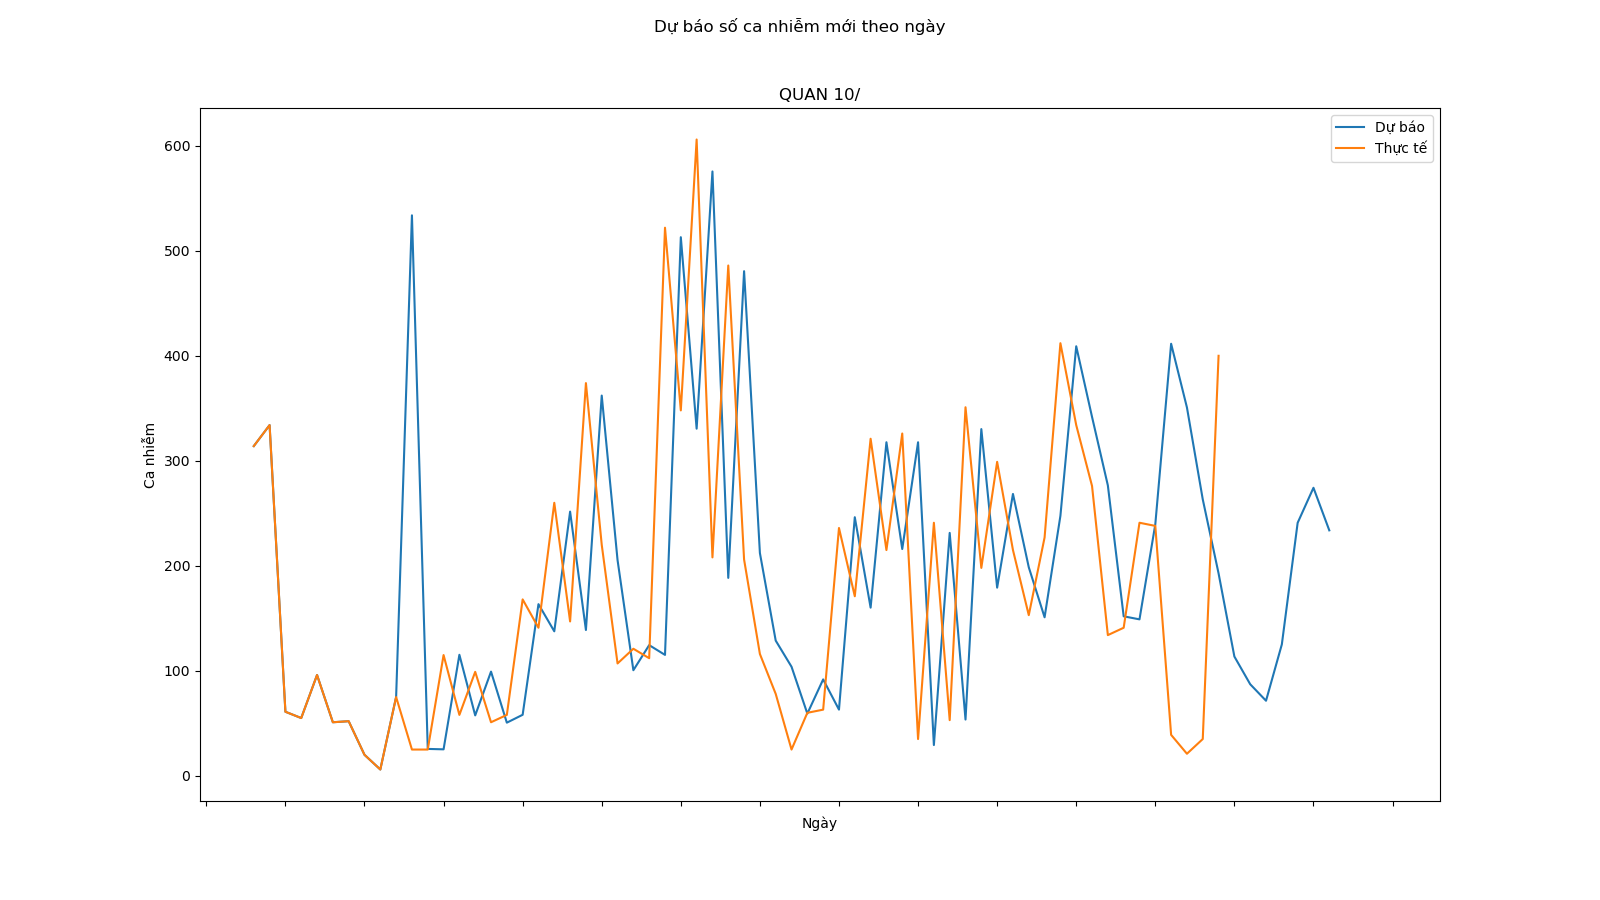 Dự báo số ca nhiễm mới theo ngày
QUAN 10/
Dự báo
Thực tế
600
500
400
300
200
100
0
Ca nhiễm
Ngày